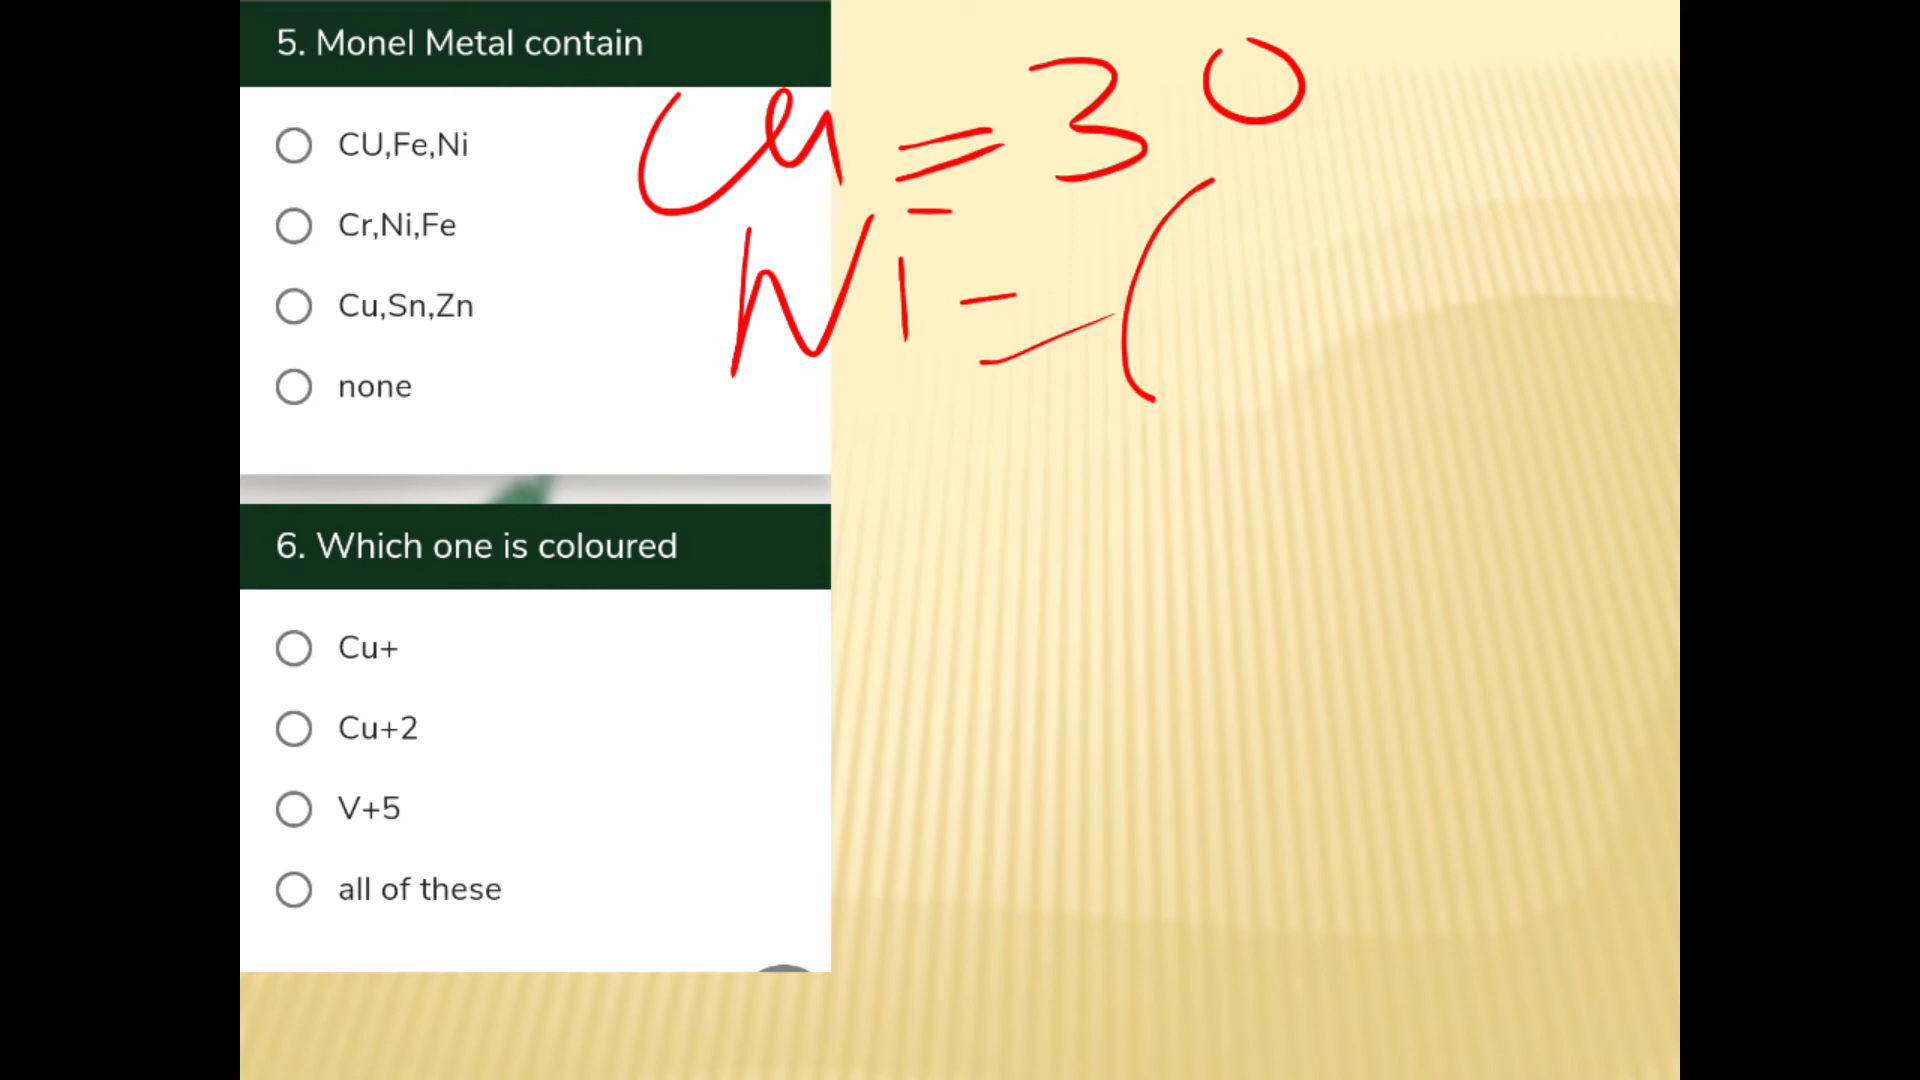 5. Monel Metal contain
CU,Fe,Ni
Cr,Ni,Fe
Cu,Sn,Zn
none
Cu = 30
Ni = (
6. Which one is coloured
Cu+
Cu+2
V+5
all of these